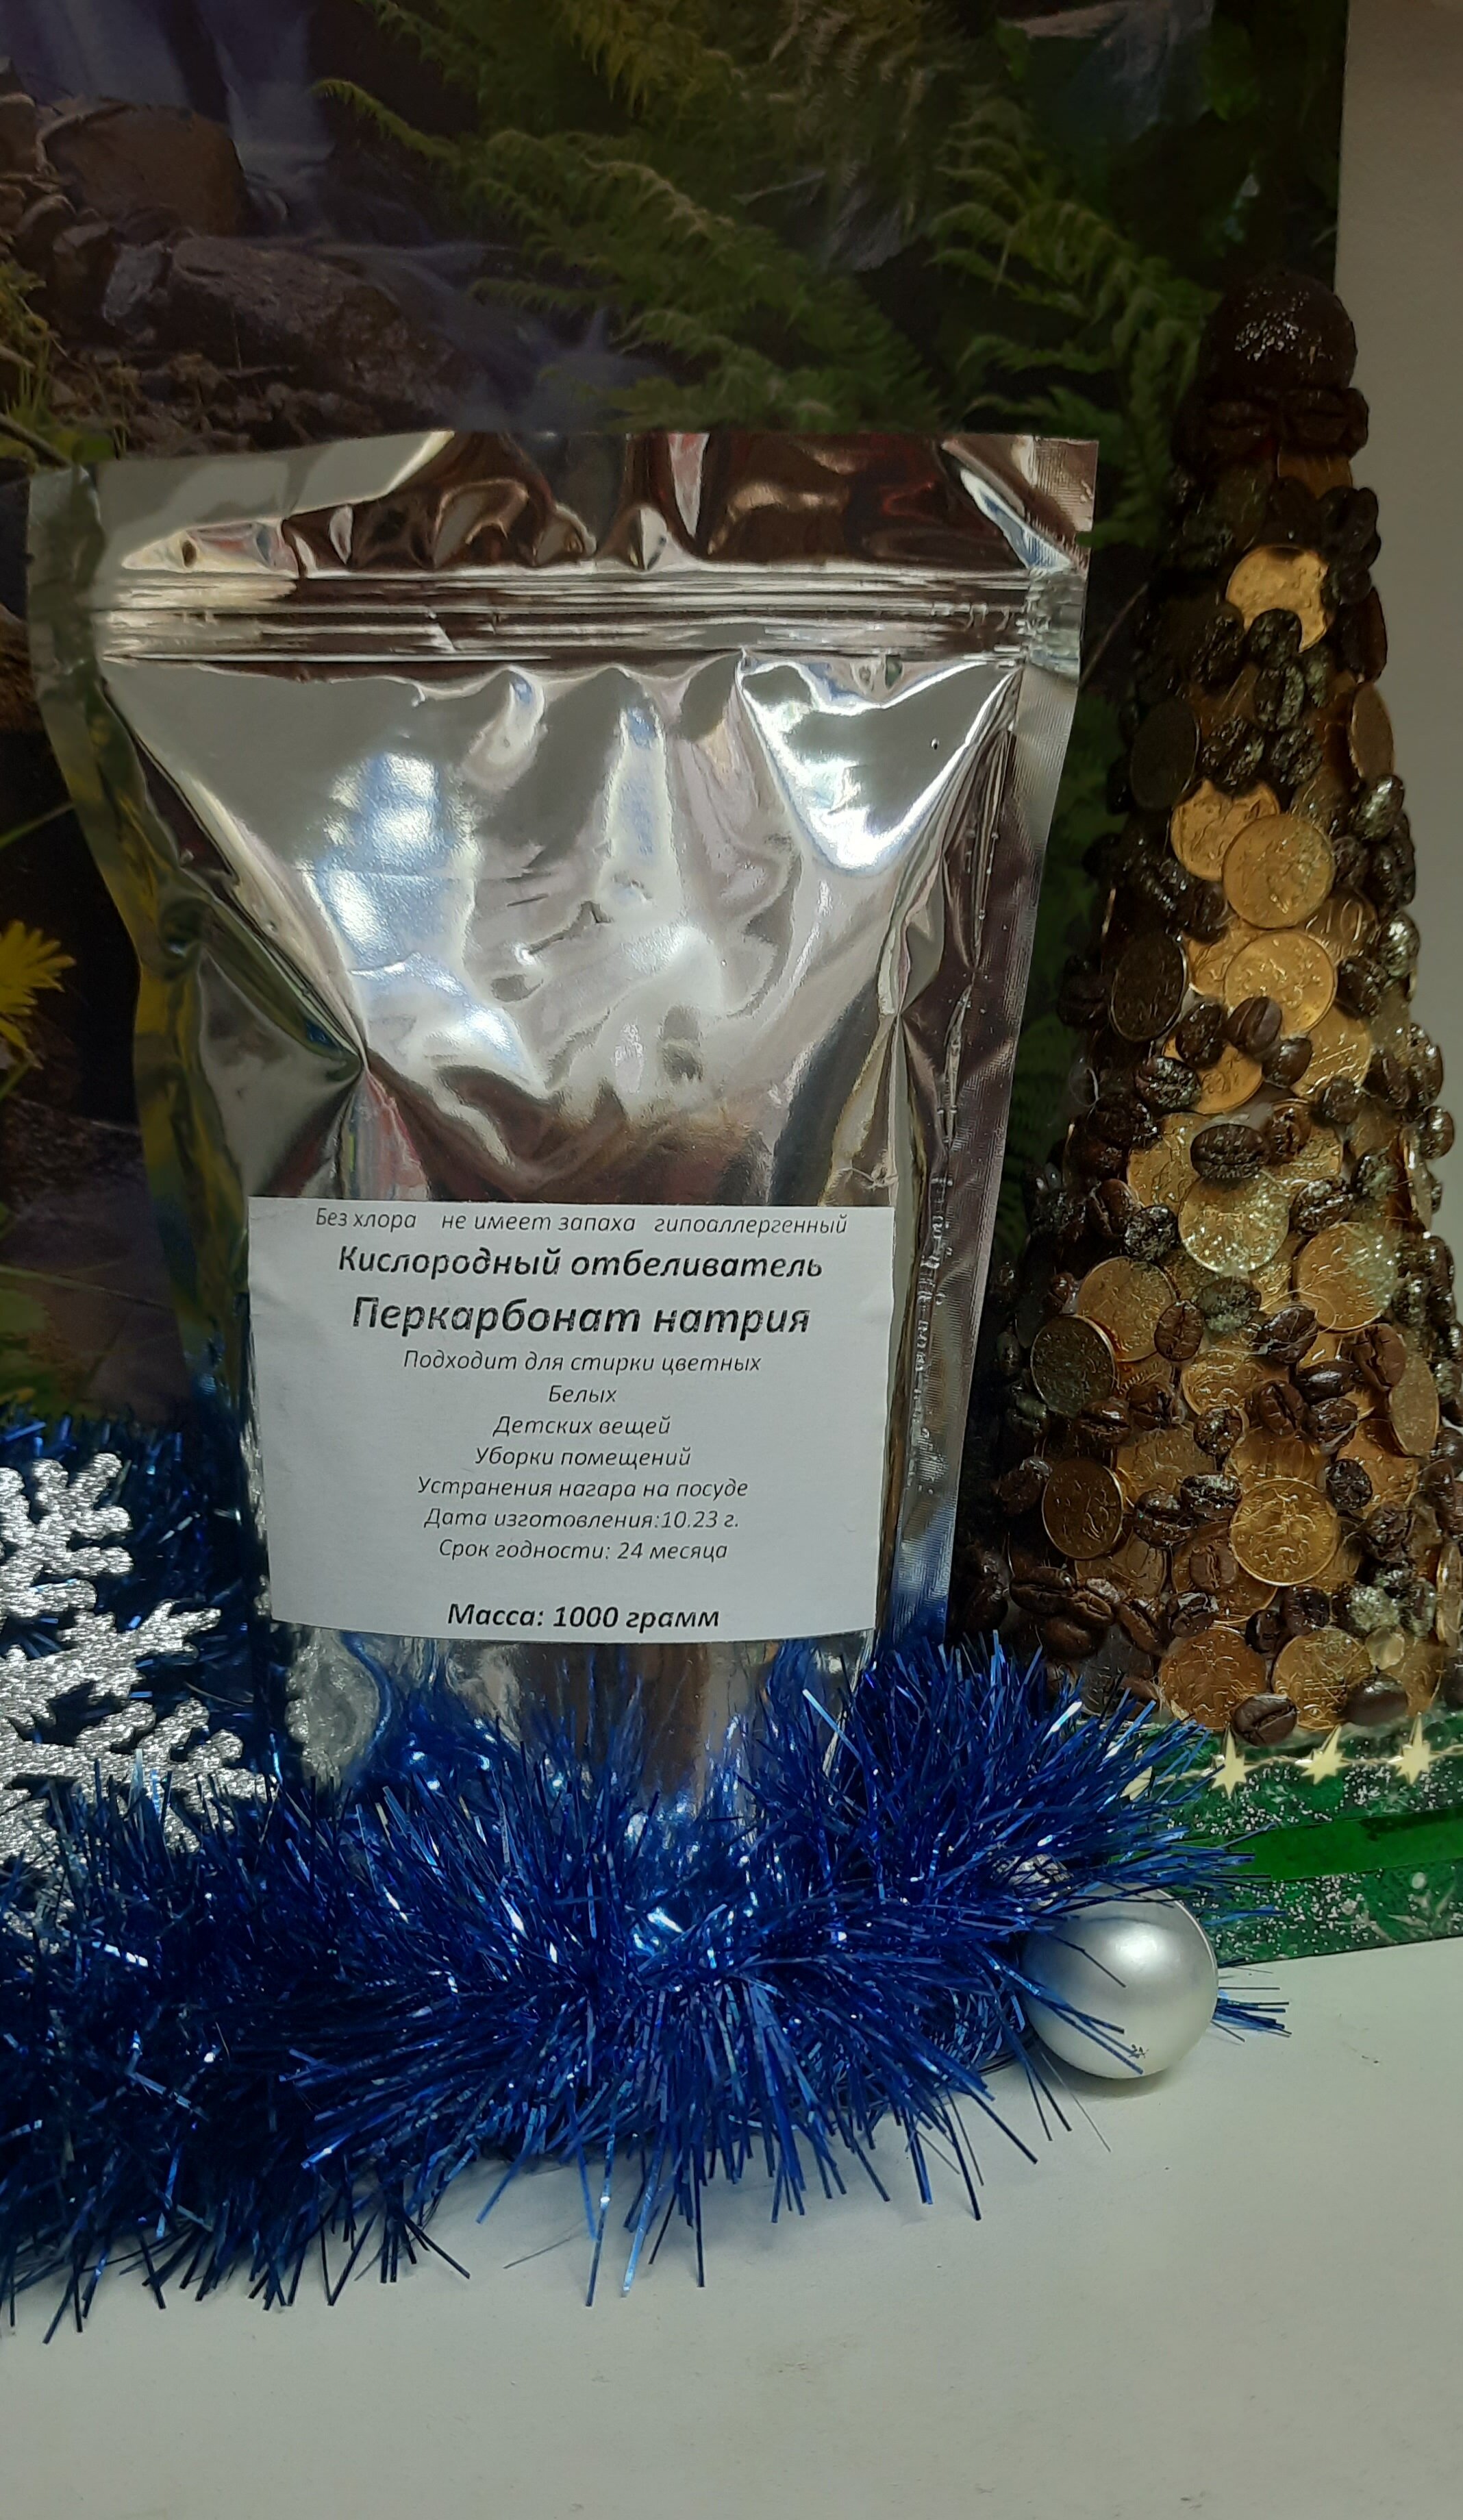 Без хлора не имеет запаха гипоаллергенный
Кислородный отбеливатель
Перкарбонат натрия
Подходит для стирки цветных
Белых
Детских вещей
Уборки помещений
Устранения нагара на посуде
Дата изготовления:10.23 г.
Срок годности: 24 месяца
Масса: 1000 грамм